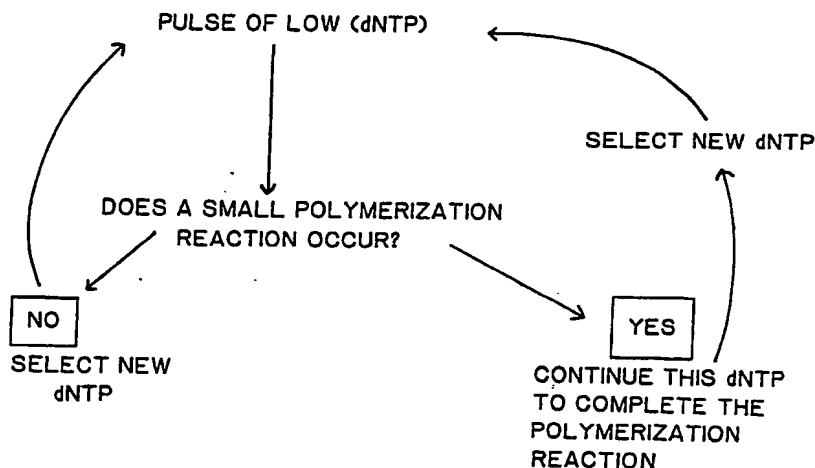 PULSE OF LOW (dNTP)
SELECT NEW dNTP
DOES A SMALL POLYMERIZATION
REACTION OCCUR?
NO
SELECT NEW
dNTP
YES
CONTINUE THIS dNTP
TO COMPLETE THE
POLYMERIZATION
REACTION